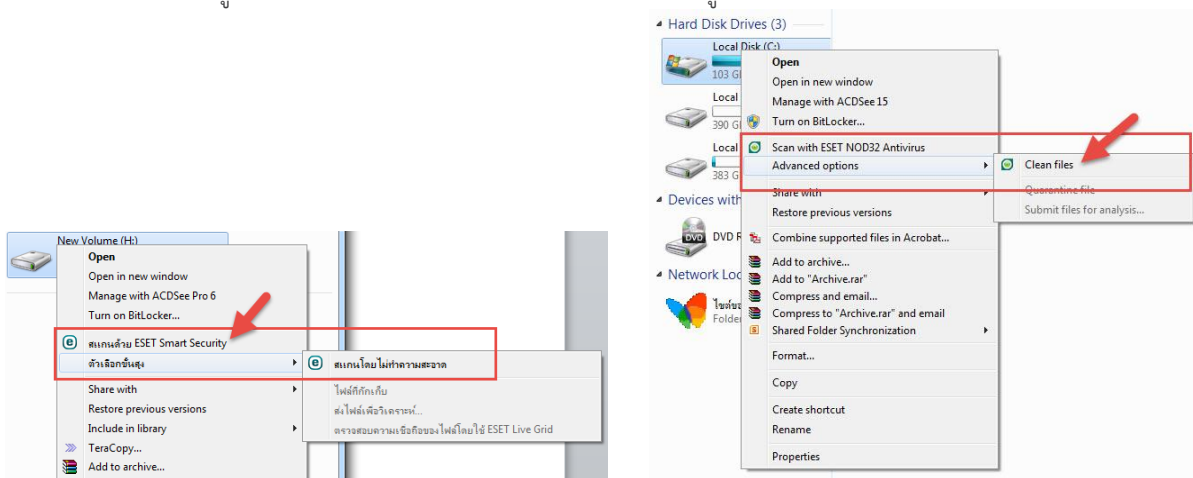 New Volume (H:)
Open
Open in new window
Manage with ACDSee Pro 6
Turn on BitLocker...
สแกนด้วย ESET Smart Security
ตัวเลือกขั้นสูง
สแกนโดยไม่ทำความสะอาด
Share with
ไฟล์ที่กักเก็บ
Restore previous versions
ส่งไฟล์เพื่อวิเคราะห์...
Include in library
ตรวจสอบความเชื่อถือของไฟล์โดยใช้ ESET Live Grid
TeraCopy...
Add to archive...
Hard Disk Drives (3)
Local Disk (C:)
Open
103 G
Open in new window
Local
Manage with ACDSee 15
390 G
Turn on BitLocker...
Local
Scan with ESET NOD32 Antivirus
383 G
Advanced options
Clean files
Share with
Quarantine file
Devices with
Restore previous versions
Submit files for analysis...
DVD
DVD R
Combine supported files in Acrobat...
Add to archive...
Network Loc
Add to "Archive.rar"
Compress and email...
Compress to "Archive.rar" and email
Folde
Shared Folder Synchronization
Format...
Copy
Create shortcut
Rename
Properties